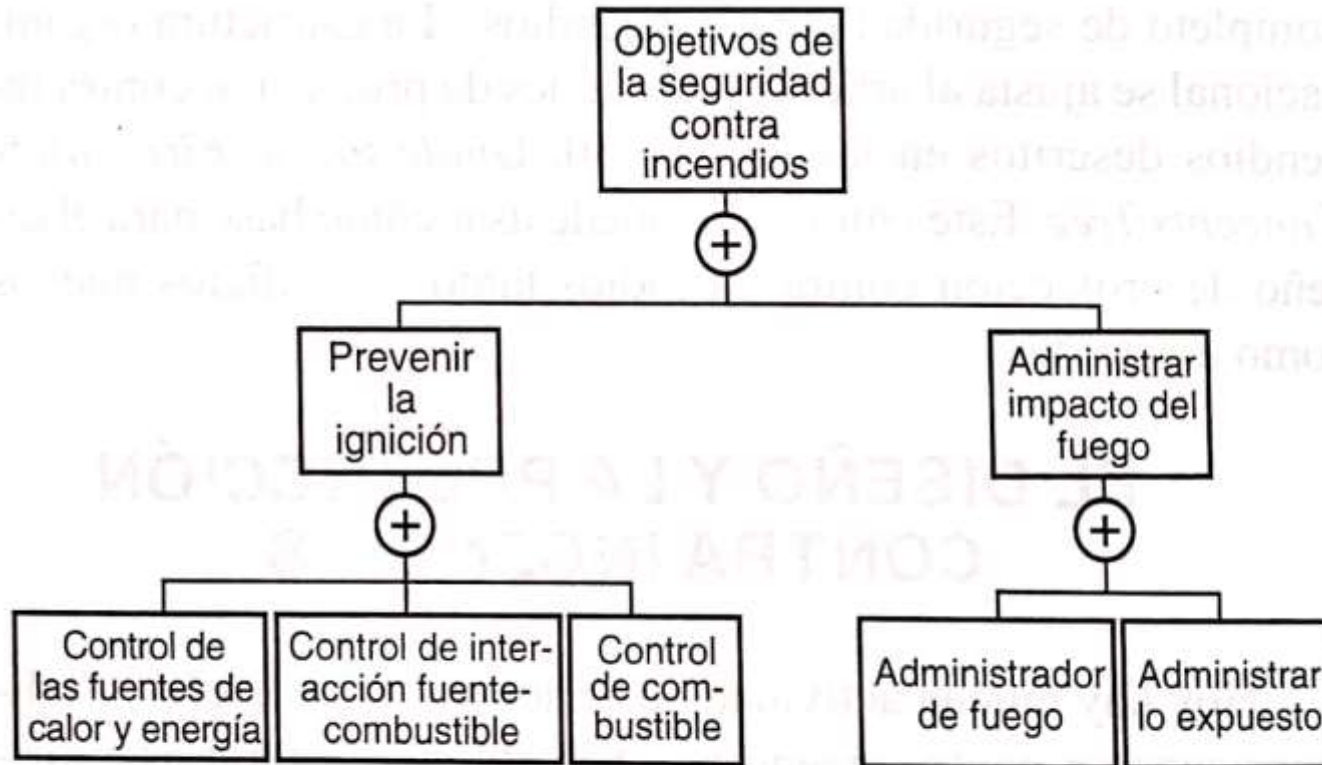 Objetivos de
la seguridad
contra
incendios
+
Prevenir
la
ignición
Administrar
impacto del
fuego
+
+
Control de
las fuentes de
calor y energía
Control de inter-
acción fuente-
combustible
Control
de com-
bustible
Administrador
de fuego
Administrar
lo expuesto